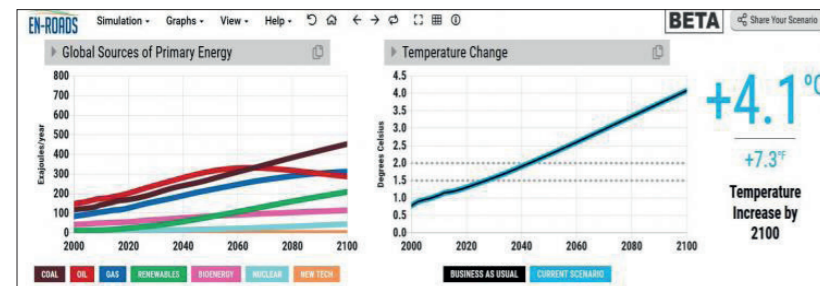 EN-ROADS Simulation Graphs View Help BETA Share Your Scenario
Global Sources of Primary Energy
800
700
600
500
400
300
200
100
0
Exajoules/year
2000 2020 2040 2060 2080 2100
COAL OIL GAS RENEWABLES BIOENERGY NUCLEAR NEW TECH
Temperature Change
4.5
4.0
3.5
3.0
2.5
2.0
1.5
1.0
0.5
0.0
Degrees Celsius
2000 2020 2040 2060 2080 2100
BUSINESS AS USUAL CURRENT SCENARIO
+4.1°C
+7.3°F
Temperature
Increase by
2100